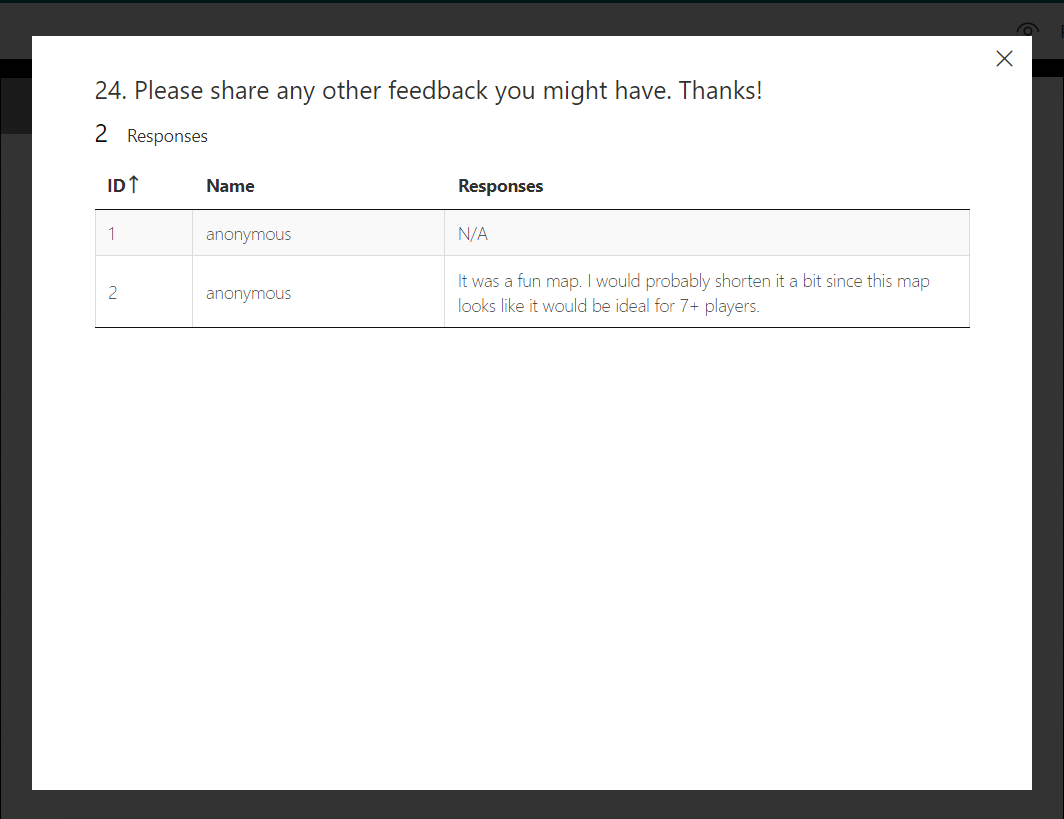 24. Please share any other feedback you might have. Thanks!
2 Responses
ID↑ Name Responses
1 anonymous N/A
2 anonymous It was a fun map. I would probably shorten it a bit since this map
looks like it would be ideal for 7+ players.